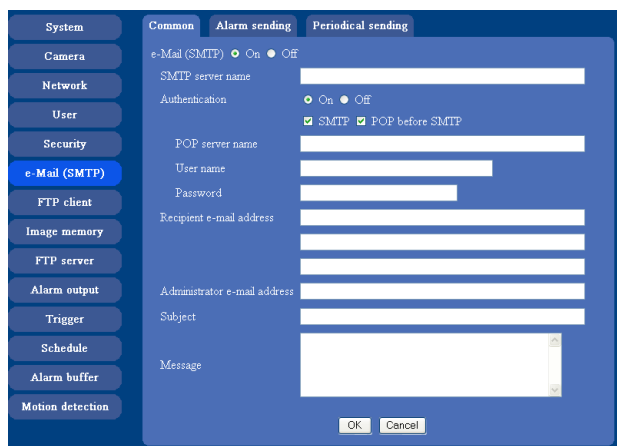 System
Camera
Network
User
Security
e-Mail (SMTP)
FTP client
Image memory
FTP server
Alarm output
Trigger
Schedule
Alarm buffer
Motion detection
Common Alarm sending Periodical sending
e-Mail (SMTP) On Off
SMTP server name
Authentication On Off
SMTP POP before SMTP
POP server name
User name
Password
Recipient e-mail address
Administrator e-mail address
Subject
Message
OK Cancel